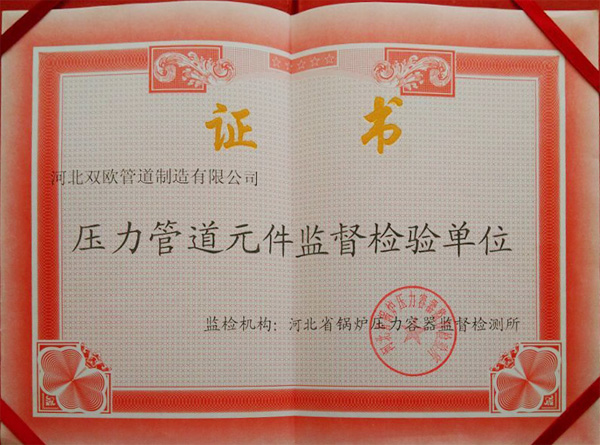 证书
河北双欧管道制造有限公司
压力管道元件监督检验单位
监检机构：河北省锅炉压力容器监督检测所